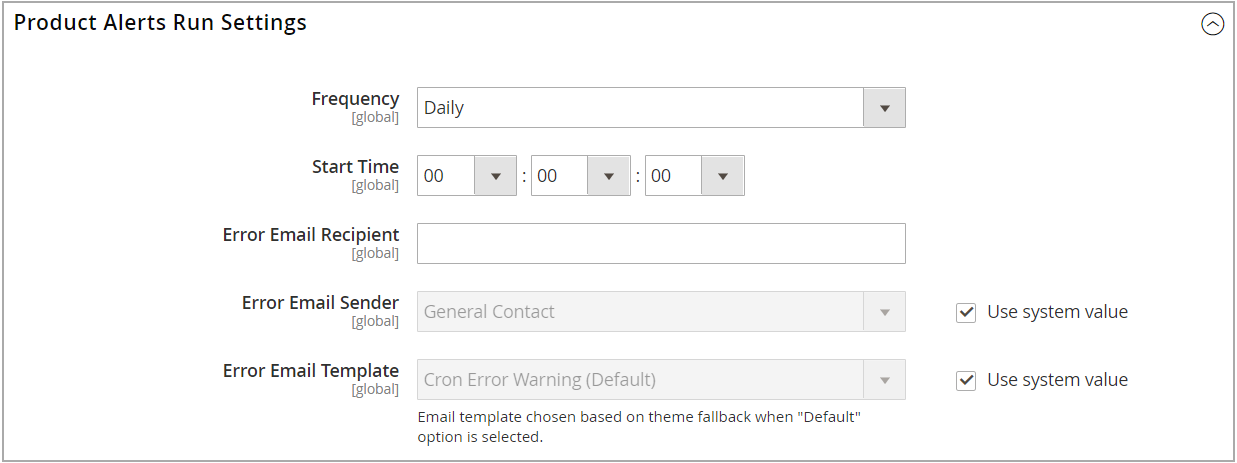 Product Alerts Run Settings
Frequency
[global]
Daily
Start Time
[global]
00 : 00 : 00
Error Email Recipient
[global]
Error Email Sender
[global]
General Contact
Use system value
Error Email Template
[global]
Cron Error Warning (Default)
Use system value
Email template chosen based on theme fallback when "Default"
option is selected.